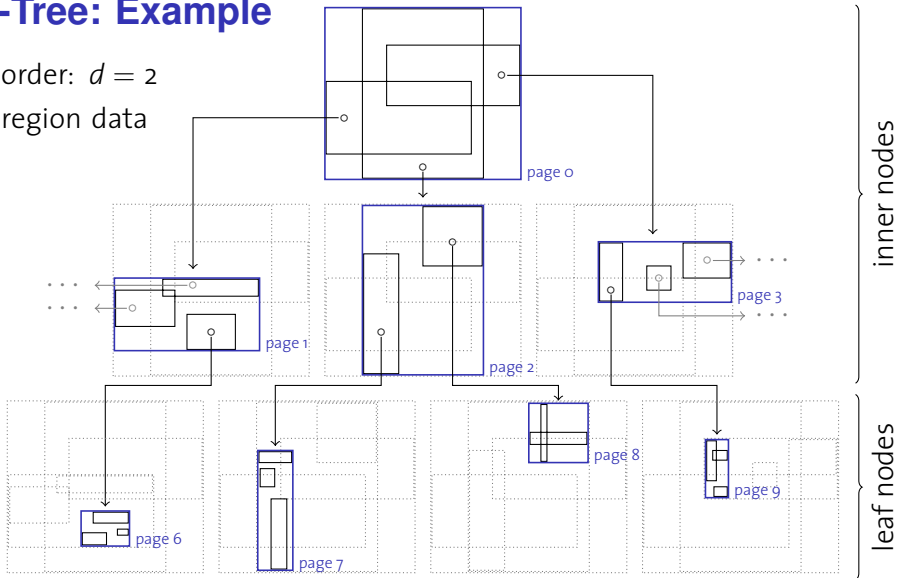 -Tree: Example
order: d = 2
region data
page 0
inner nodes
page 1
page 2
page 3
page 6
page 7
page 8
page 9
leaf nodes